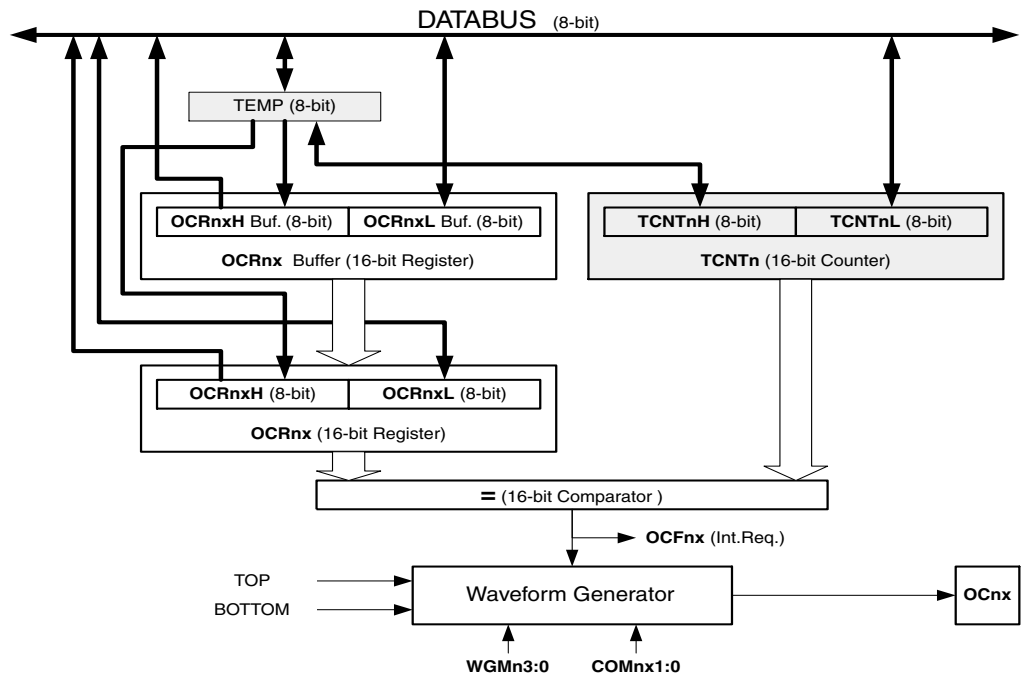 DATABUS (8-bit)
TEMP (8-bit)
OCRnxH Buf. (8-bit) OCRnxL Buf. (8-bit) TCNTnH (8-bit) TCNTnL (8-bit)
OCRnx Buffer (16-bit Register) TCNTn (16-bit Counter)
OCRnxH (8-bit) OCRnxL (8-bit)
OCRnx (16-bit Register)
= (16-bit Comparator )
OCFnx (Int.Req.)
TOP
Waveform Generator OCnx
BOTTOM
WGMn3:0 COMnx1:0